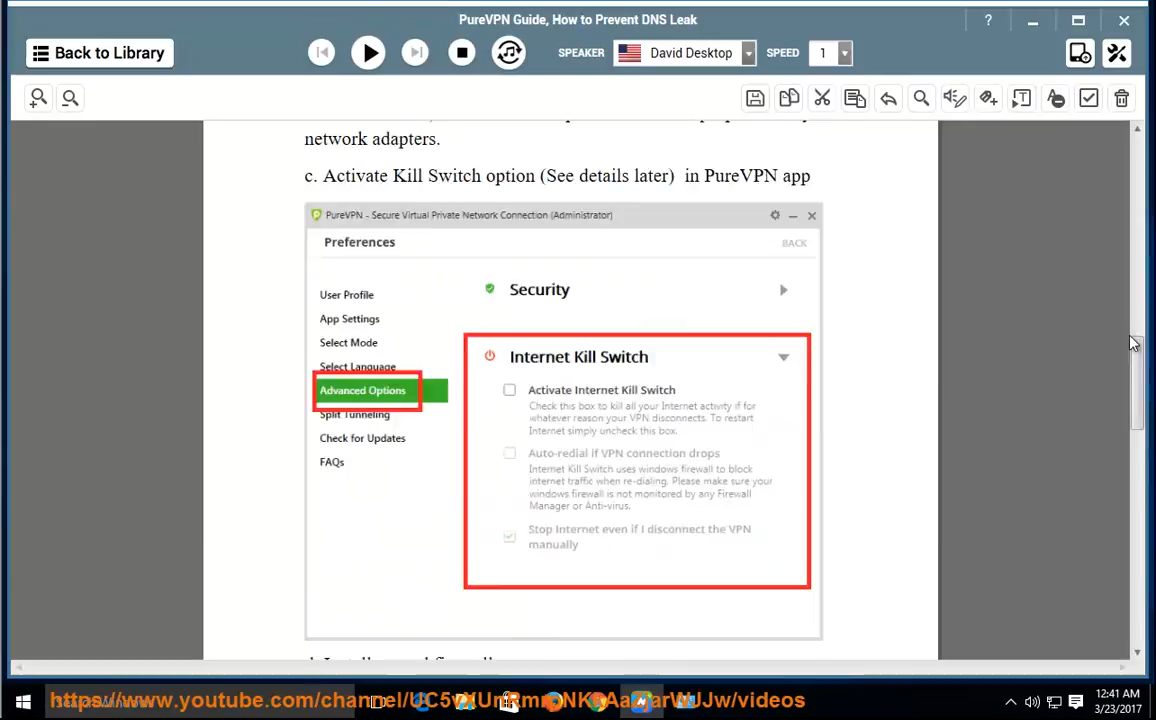 PureVPN Guide, How to Prevent DNS Leak
Back to Library
SPEAKER David Desktop SPEED 1
network adapters.
c. Activate Kill Switch option (See details later) in PureVPN app
PureVPN - Secure Virtual Private Network Connection (Administrator)
Preferences
BACK
User Profile
App Settings
Select Mode
Select Language
Advanced Options
Split Tunneling
Check for Updates
FAQs
Security
Internet Kill Switch
Activate Internet Kill Switch
Check this box to kill all your Internet activity if for
whatever reason your VPN disconnects. To restart
Internet simply uncheck this box.
Auto-redial if VPN connection drops
Internet Kill Switch uses windows firewall to block
internet traffic when re-dialing. Please make sure your
windows firewall is not monitored by any Firewall
Manager or Anti-virus.
Stop Internet even if I disconnect the VPN
manually
12:41 AM
3/23/2017